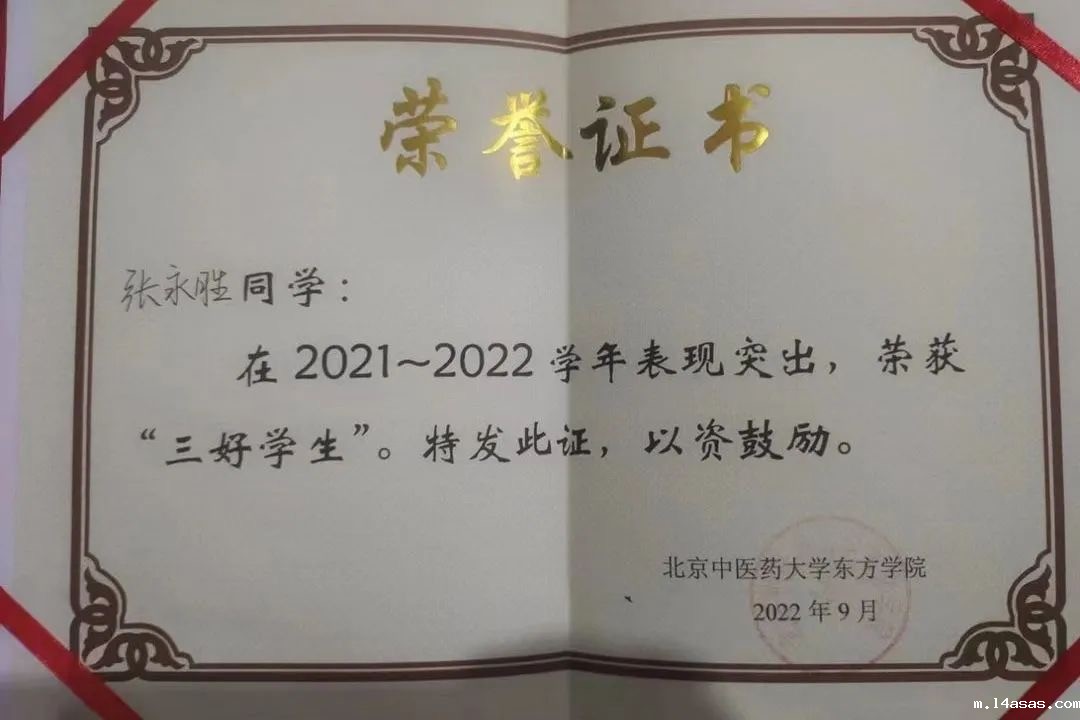 荣誉证书
张永胜同学：
在2021～2022学年表现突出，荣获
“三好学生”。特发此证，以资鼓励。
北京中医药大学东方学院
2022年9月
m.14asas.com